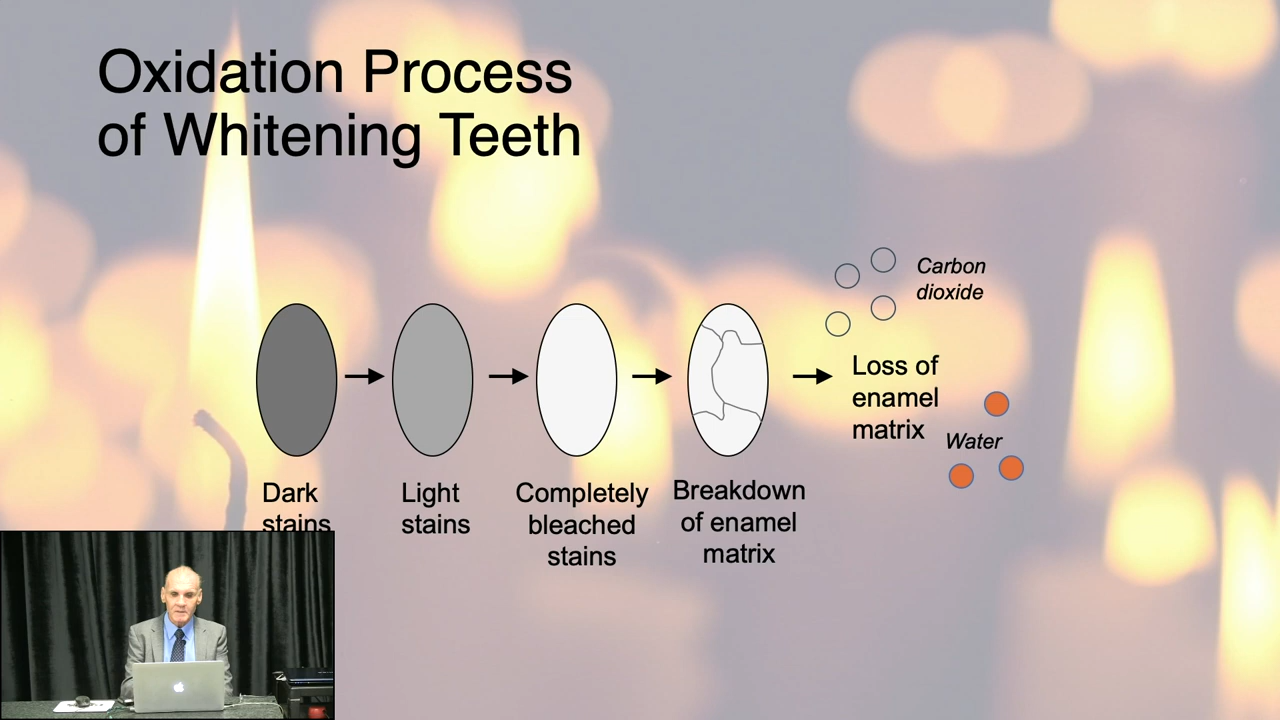 Oxidation Process
of Whitening Teeth
Carbon
dioxide
Loss of
enamel
matrix
Water
Dark
stains
Light
stains
Completely
bleached
stains
Breakdown
of enamel
matrix